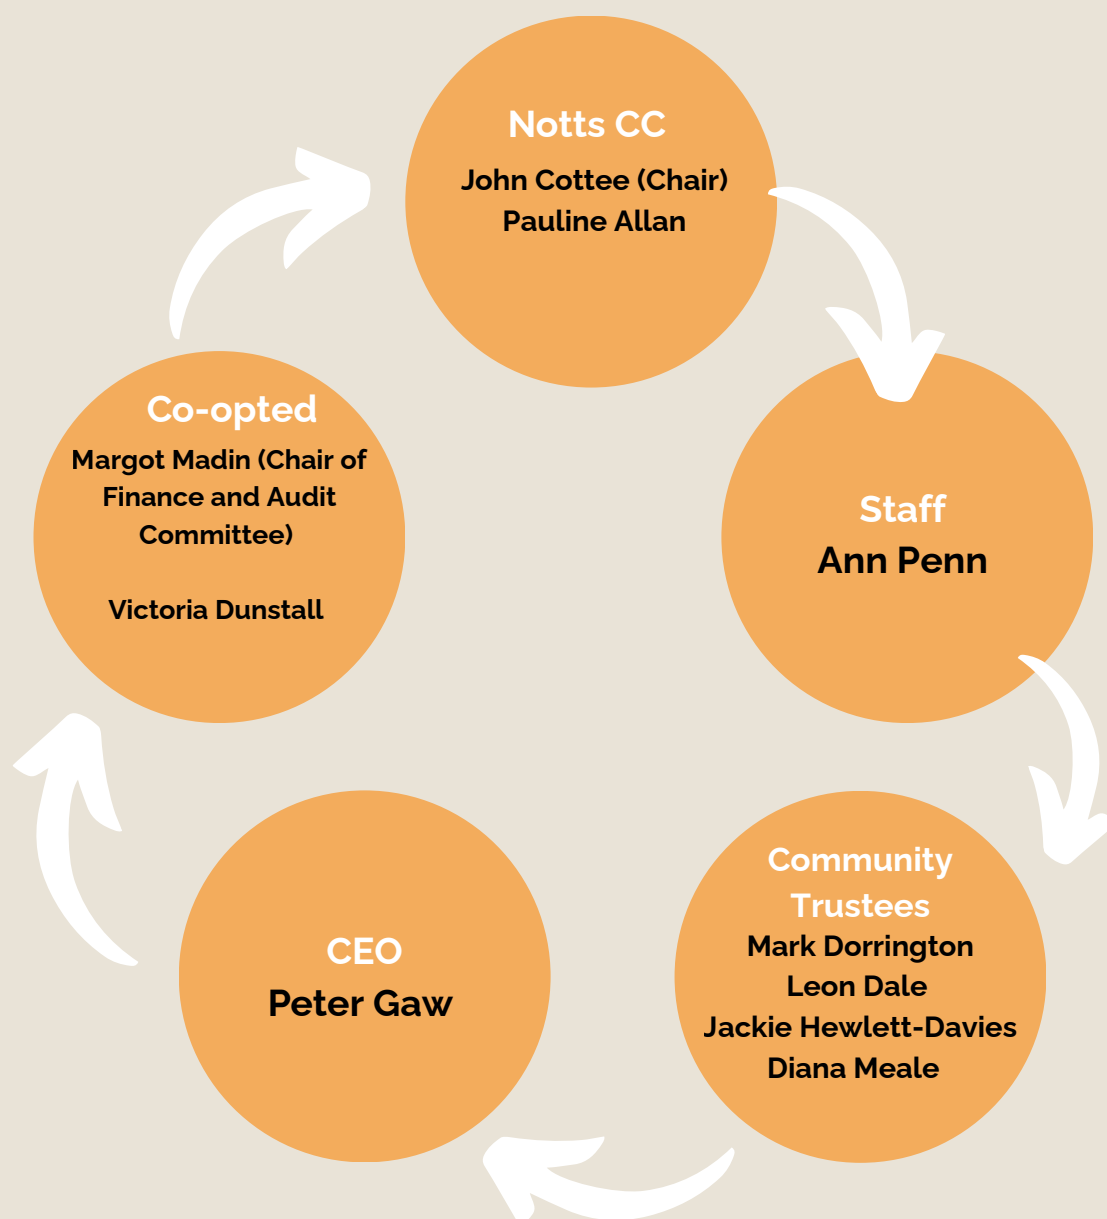 Notts CC
John Cottee (Chair)
Pauline Allan
Co-opted
Margot Madin (Chair of
Finance and Audit
Committee)
Victoria Dunstall
Staff
Ann Penn
Community
Trustees
Mark Dorrington
Leon Dale
Jackie Hewlett-Davies
Diana Meale
CEO
Peter Gaw